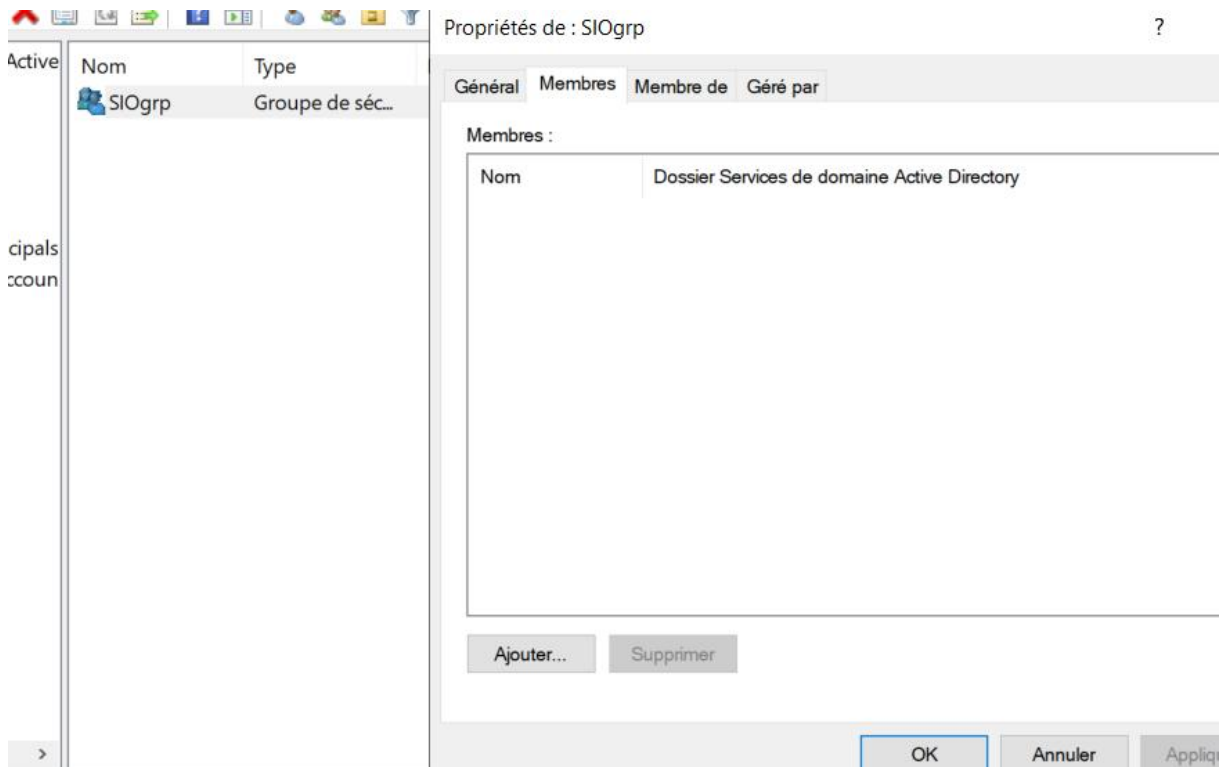 Propriétés de : SIOgrp
?
Active
Nom Type
SIOgrp Groupe de séc...
cipals
ccoun
Général Membres Membre de Géré par
Membres :
Nom Dossier Services de domaine Active Directory
Ajouter... Supprimer
OK Annuler Appliq